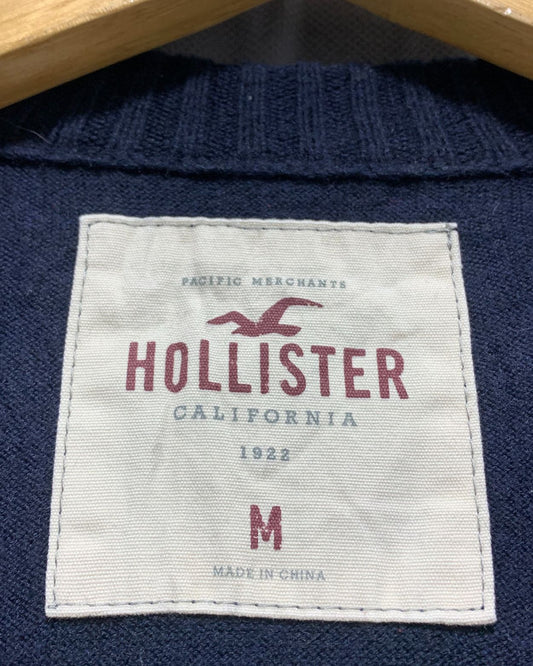 PACIFIC MERCHANTS
HOLLISTER
CALIFORNIA
1922
M
MADE IN CHINA